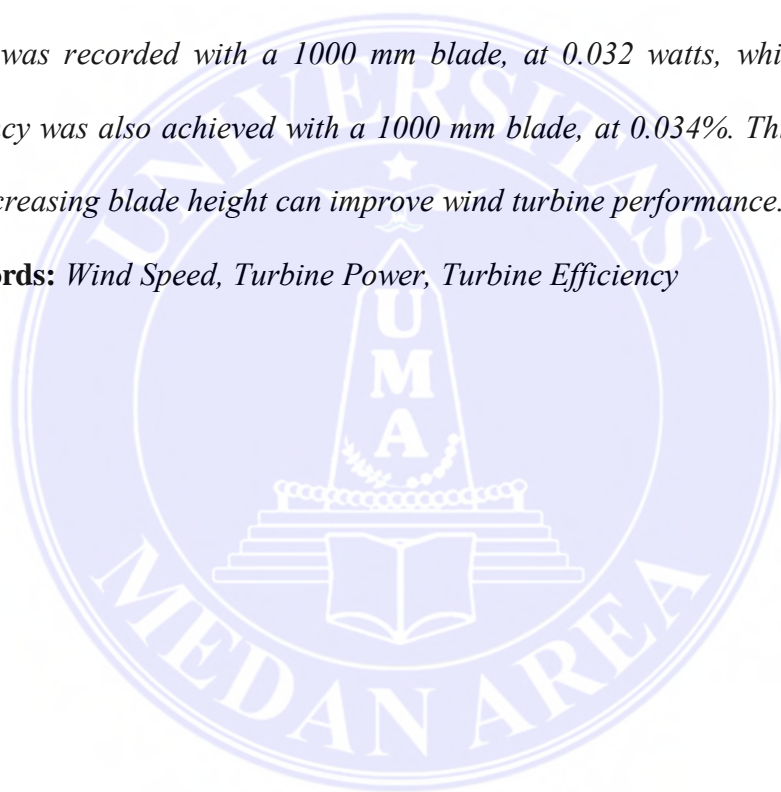 was recorded with a 1000 mm blade, at 0.032 watts, whi
ncy was also achieved with a 1000 mm blade, at 0.034%. Th
creasing blade height can improve wind turbine performance.
ords: Wind Speed, Turbine Power, Turbine Efficiency
UNIVERSITAS
UMA
MEDAN AREA